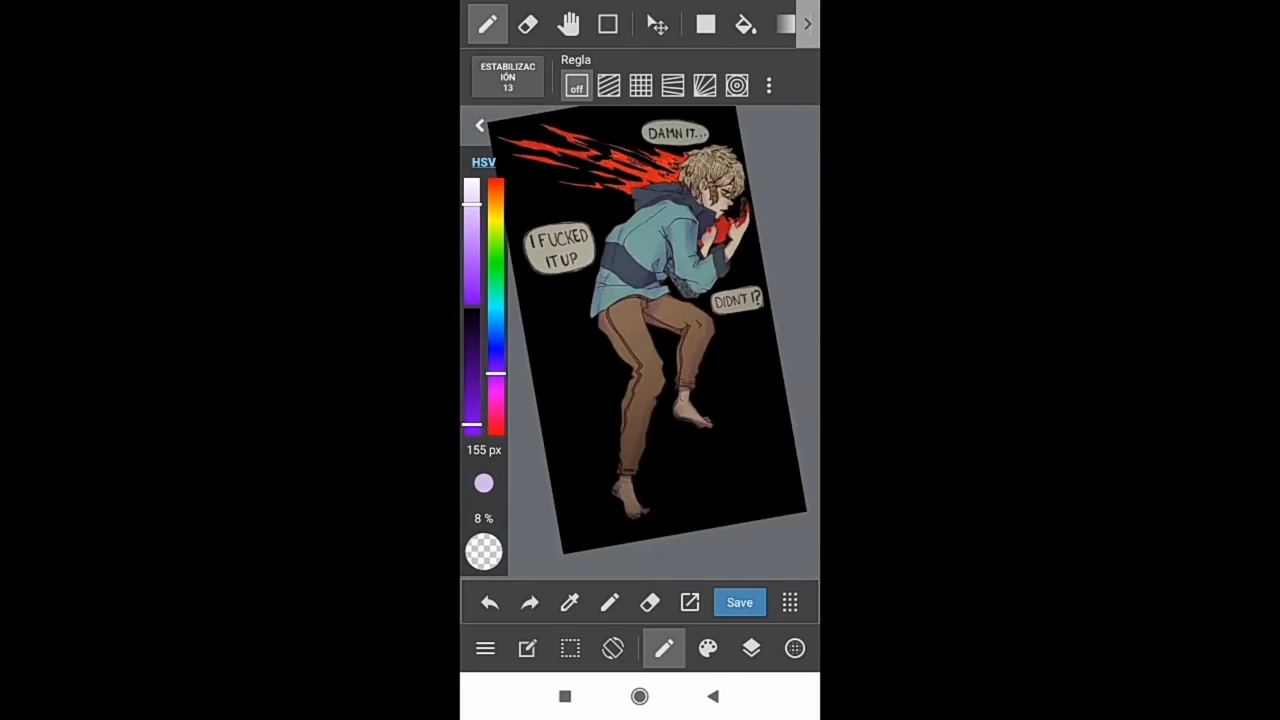 ESTABILIZAC
IÓN
13
Regla
off
HSV
DAMN IT...
I FUCKED
IT UP
DIDN'T I?
155 px
8 %
Save